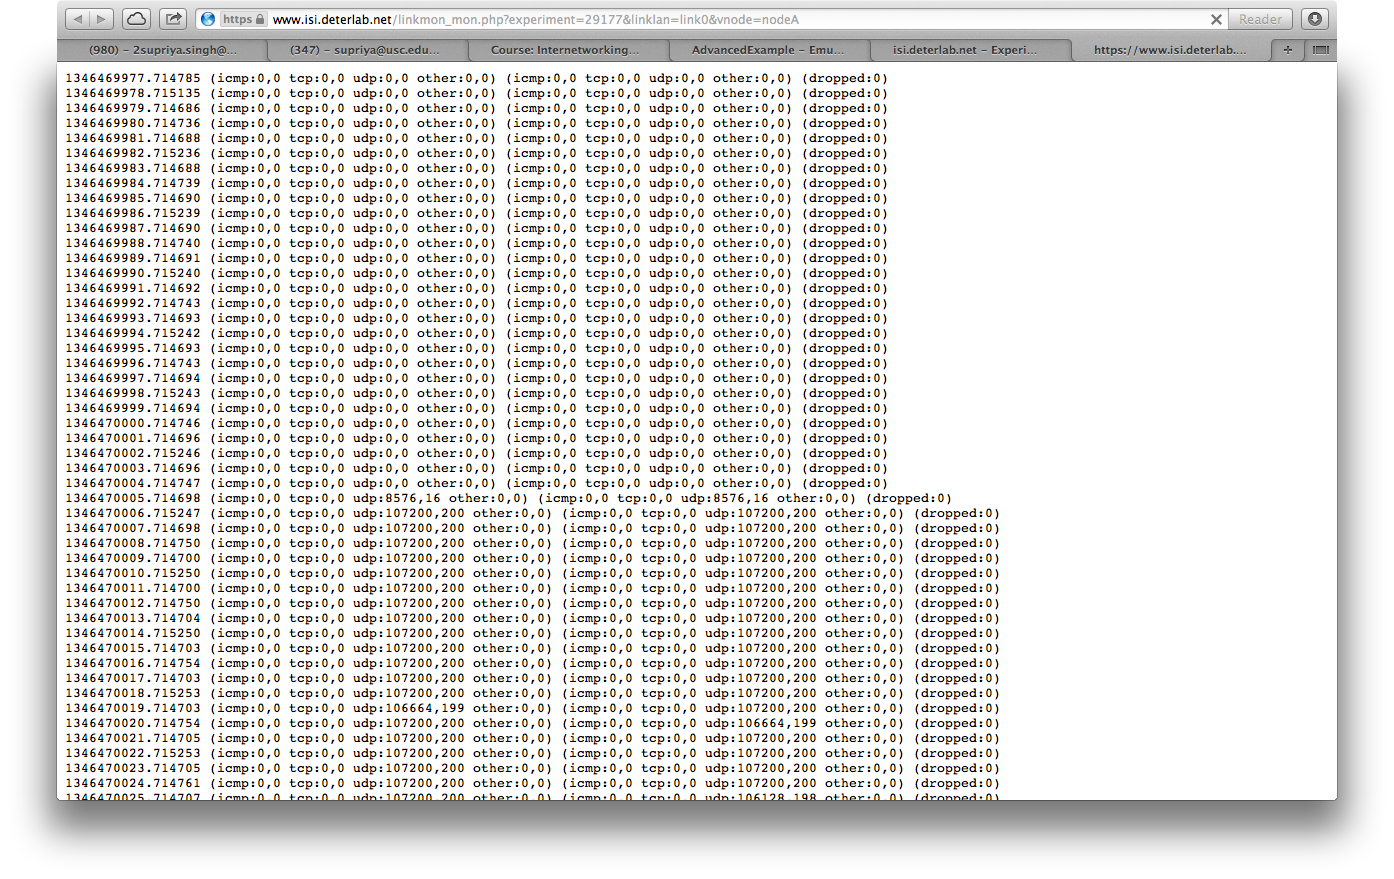 https www.isi.deterlab.net/linkmon_mon.php?experiment=29177&linklan=link0&vnode=nodeA Reader
(980) – 2supriya.singh@... (347) – supriya@usc.edu... Course: Internetworking... AdvancedExample – Emu... isi.deterlab.net – Experi... https://www.isi.deterlab.... +
1346469977.714785 (icmp:0,0 tcp:0,0 udp:0,0 other:0,0) (icmp:0,0 tcp:0,0 udp:0,0 other:0,0) (dropped:0)
1346469978.715135 (icmp:0,0 tcp:0,0 udp:0,0 other:0,0) (icmp:0,0 tcp:0,0 udp:0,0 other:0,0) (dropped:0)
1346469979.714686 (icmp:0,0 tcp:0,0 udp:0,0 other:0,0) (icmp:0,0 tcp:0,0 udp:0,0 other:0,0) (dropped:0)
1346469980.714736 (icmp:0,0 tcp:0,0 udp:0,0 other:0,0) (icmp:0,0 tcp:0,0 udp:0,0 other:0,0) (dropped:0)
1346469981.714688 (icmp:0,0 tcp:0,0 udp:0,0 other:0,0) (icmp:0,0 tcp:0,0 udp:0,0 other:0,0) (dropped:0)
1346469982.715236 (icmp:0,0 tcp:0,0 udp:0,0 other:0,0) (icmp:0,0 tcp:0,0 udp:0,0 other:0,0) (dropped:0)
1346469983.714688 (icmp:0,0 tcp:0,0 udp:0,0 other:0,0) (icmp:0,0 tcp:0,0 udp:0,0 other:0,0) (dropped:0)
1346469984.714739 (icmp:0,0 tcp:0,0 udp:0,0 other:0,0) (icmp:0,0 tcp:0,0 udp:0,0 other:0,0) (dropped:0)
1346469985.714690 (icmp:0,0 tcp:0,0 udp:0,0 other:0,0) (icmp:0,0 tcp:0,0 udp:0,0 other:0,0) (dropped:0)
1346469986.715239 (icmp:0,0 tcp:0,0 udp:0,0 other:0,0) (icmp:0,0 tcp:0,0 udp:0,0 other:0,0) (dropped:0)
1346469987.714690 (icmp:0,0 tcp:0,0 udp:0,0 other:0,0) (icmp:0,0 tcp:0,0 udp:0,0 other:0,0) (dropped:0)
1346469988.714740 (icmp:0,0 tcp:0,0 udp:0,0 other:0,0) (icmp:0,0 tcp:0,0 udp:0,0 other:0,0) (dropped:0)
1346469989.714691 (icmp:0,0 tcp:0,0 udp:0,0 other:0,0) (icmp:0,0 tcp:0,0 udp:0,0 other:0,0) (dropped:0)
1346469990.715240 (icmp:0,0 tcp:0,0 udp:0,0 other:0,0) (icmp:0,0 tcp:0,0 udp:0,0 other:0,0) (dropped:0)
1346469991.714692 (icmp:0,0 tcp:0,0 udp:0,0 other:0,0) (icmp:0,0 tcp:0,0 udp:0,0 other:0,0) (dropped:0)
1346469992.714743 (icmp:0,0 tcp:0,0 udp:0,0 other:0,0) (icmp:0,0 tcp:0,0 udp:0,0 other:0,0) (dropped:0)
1346469993.714693 (icmp:0,0 tcp:0,0 udp:0,0 other:0,0) (icmp:0,0 tcp:0,0 udp:0,0 other:0,0) (dropped:0)
1346469994.715242 (icmp:0,0 tcp:0,0 udp:0,0 other:0,0) (icmp:0,0 tcp:0,0 udp:0,0 other:0,0) (dropped:0)
1346469995.714693 (icmp:0,0 tcp:0,0 udp:0,0 other:0,0) (icmp:0,0 tcp:0,0 udp:0,0 other:0,0) (dropped:0)
1346469996.714743 (icmp:0,0 tcp:0,0 udp:0,0 other:0,0) (icmp:0,0 tcp:0,0 udp:0,0 other:0,0) (dropped:0)
1346469997.714694 (icmp:0,0 tcp:0,0 udp:0,0 other:0,0) (icmp:0,0 tcp:0,0 udp:0,0 other:0,0) (dropped:0)
1346469998.715243 (icmp:0,0 tcp:0,0 udp:0,0 other:0,0) (icmp:0,0 tcp:0,0 udp:0,0 other:0,0) (dropped:0)
1346469999.714694 (icmp:0,0 tcp:0,0 udp:0,0 other:0,0) (icmp:0,0 tcp:0,0 udp:0,0 other:0,0) (dropped:0)
1346470000.714746 (icmp:0,0 tcp:0,0 udp:0,0 other:0,0) (icmp:0,0 tcp:0,0 udp:0,0 other:0,0) (dropped:0)
1346470001.714696 (icmp:0,0 tcp:0,0 udp:0,0 other:0,0) (icmp:0,0 tcp:0,0 udp:0,0 other:0,0) (dropped:0)
1346470002.715246 (icmp:0,0 tcp:0,0 udp:0,0 other:0,0) (icmp:0,0 tcp:0,0 udp:0,0 other:0,0) (dropped:0)
1346470003.714696 (icmp:0,0 tcp:0,0 udp:0,0 other:0,0) (icmp:0,0 tcp:0,0 udp:0,0 other:0,0) (dropped:0)
1346470004.714747 (icmp:0,0 tcp:0,0 udp:0,0 other:0,0) (icmp:0,0 tcp:0,0 udp:0,0 other:0,0) (dropped:0)
1346470005.714698 (icmp:0,0 tcp:0,0 udp:8576,16 other:0,0) (icmp:0,0 tcp:0,0 udp:8576,16 other:0,0) (dropped:0)
1346470006.715247 (icmp:0,0 tcp:0,0 udp:107200,200 other:0,0) (icmp:0,0 tcp:0,0 udp:107200,200 other:0,0) (dropped:0)
1346470007.714698 (icmp:0,0 tcp:0,0 udp:107200,200 other:0,0) (icmp:0,0 tcp:0,0 udp:107200,200 other:0,0) (dropped:0)
1346470008.714750 (icmp:0,0 tcp:0,0 udp:107200,200 other:0,0) (icmp:0,0 tcp:0,0 udp:107200,200 other:0,0) (dropped:0)
1346470009.714700 (icmp:0,0 tcp:0,0 udp:107200,200 other:0,0) (icmp:0,0 tcp:0,0 udp:107200,200 other:0,0) (dropped:0)
1346470010.715250 (icmp:0,0 tcp:0,0 udp:107200,200 other:0,0) (icmp:0,0 tcp:0,0 udp:107200,200 other:0,0) (dropped:0)
1346470011.714700 (icmp:0,0 tcp:0,0 udp:107200,200 other:0,0) (icmp:0,0 tcp:0,0 udp:107200,200 other:0,0) (dropped:0)
1346470012.714750 (icmp:0,0 tcp:0,0 udp:107200,200 other:0,0) (icmp:0,0 tcp:0,0 udp:107200,200 other:0,0) (dropped:0)
1346470013.714704 (icmp:0,0 tcp:0,0 udp:107200,200 other:0,0) (icmp:0,0 tcp:0,0 udp:107200,200 other:0,0) (dropped:0)
1346470014.715250 (icmp:0,0 tcp:0,0 udp:107200,200 other:0,0) (icmp:0,0 tcp:0,0 udp:107200,200 other:0,0) (dropped:0)
1346470015.714703 (icmp:0,0 tcp:0,0 udp:107200,200 other:0,0) (icmp:0,0 tcp:0,0 udp:107200,200 other:0,0) (dropped:0)
1346470016.714754 (icmp:0,0 tcp:0,0 udp:107200,200 other:0,0) (icmp:0,0 tcp:0,0 udp:107200,200 other:0,0) (dropped:0)
1346470017.714703 (icmp:0,0 tcp:0,0 udp:107200,200 other:0,0) (icmp:0,0 tcp:0,0 udp:107200,200 other:0,0) (dropped:0)
1346470018.715253 (icmp:0,0 tcp:0,0 udp:107200,200 other:0,0) (icmp:0,0 tcp:0,0 udp:107200,200 other:0,0) (dropped:0)
1346470019.714703 (icmp:0,0 tcp:0,0 udp:106664,199 other:0,0) (icmp:0,0 tcp:0,0 udp:107200,200 other:0,0) (dropped:0)
1346470020.714754 (icmp:0,0 tcp:0,0 udp:107200,200 other:0,0) (icmp:0,0 tcp:0,0 udp:106664,199 other:0,0) (dropped:0)
1346470021.714705 (icmp:0,0 tcp:0,0 udp:107200,200 other:0,0) (icmp:0,0 tcp:0,0 udp:107200,200 other:0,0) (dropped:0)
1346470022.715253 (icmp:0,0 tcp:0,0 udp:107200,200 other:0,0) (icmp:0,0 tcp:0,0 udp:107200,200 other:0,0) (dropped:0)
1346470023.714705 (icmp:0,0 tcp:0,0 udp:107200,200 other:0,0) (icmp:0,0 tcp:0,0 udp:107200,200 other:0,0) (dropped:0)
1346470024.714761 (icmp:0,0 tcp:0,0 udp:107200,200 other:0,0) (icmp:0,0 tcp:0,0 udp:107200,200 other:0,0) (dropped:0)
1346470025.714707 (icmp:0,0 tcp:0,0 udp:107200,200 other:0,0) (icmp:0,0 tcp:0,0 udp:106128,198 other:0,0) (dropped:0)